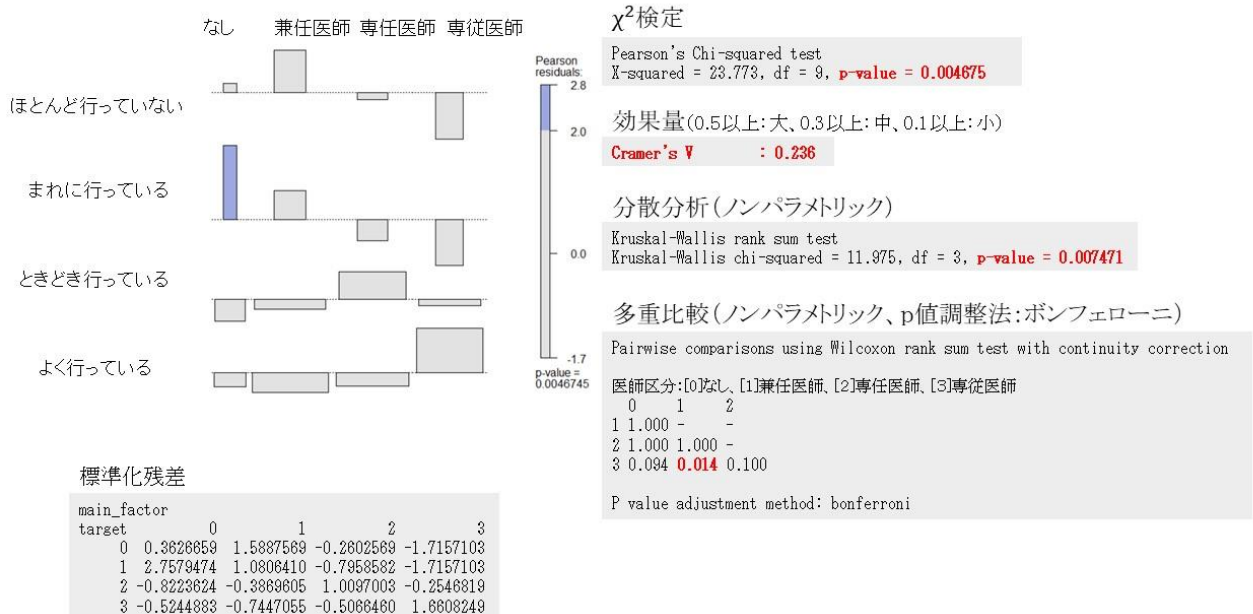 なし 兼任医師 専任医師 専従医師
ほとんど行っていない
まれに行っている
ときどき行っている
よく行っている
Pearson
residuals:
2.8
2.0
0.0
-1.7
p-value =
0.0046745
標準化残差
main_factor
target 0 1 2 3
0 0.3626659 1.5887569 -0.2602569 -1.7157103
1 2.7579474 1.0806410 -0.7958582 -1.7157103
2 -0.8223624 -0.3869605 1.0097003 -0.2546819
3 -0.5244883 -0.7447055 -0.5066460 1.6608249
χ²検定
Pearson's Chi-squared test
X-squared = 23.773, df = 9, p-value = 0.004675
効果量(0.5以上:大、0.3以上:中、0.1以上:小)
Cramer's V : 0.236
分散分析(ノンパラメトリック)
Kruskal-Wallis rank sum test
Kruskal-Wallis chi-squared = 11.975, df = 3, p-value = 0.007471
多重比較(ノンパラメトリック、p値調整法:ボンフェローニ)
Pairwise comparisons using Wilcoxon rank sum test with continuity correction
医師区分:[0]なし、[1]兼任医師、[2]専任医師、[3]専従医師
0 1 2
1 1.000 - -
2 1.000 1.000 -
3 0.094 0.014 0.100
P value adjustment method: bonferroni